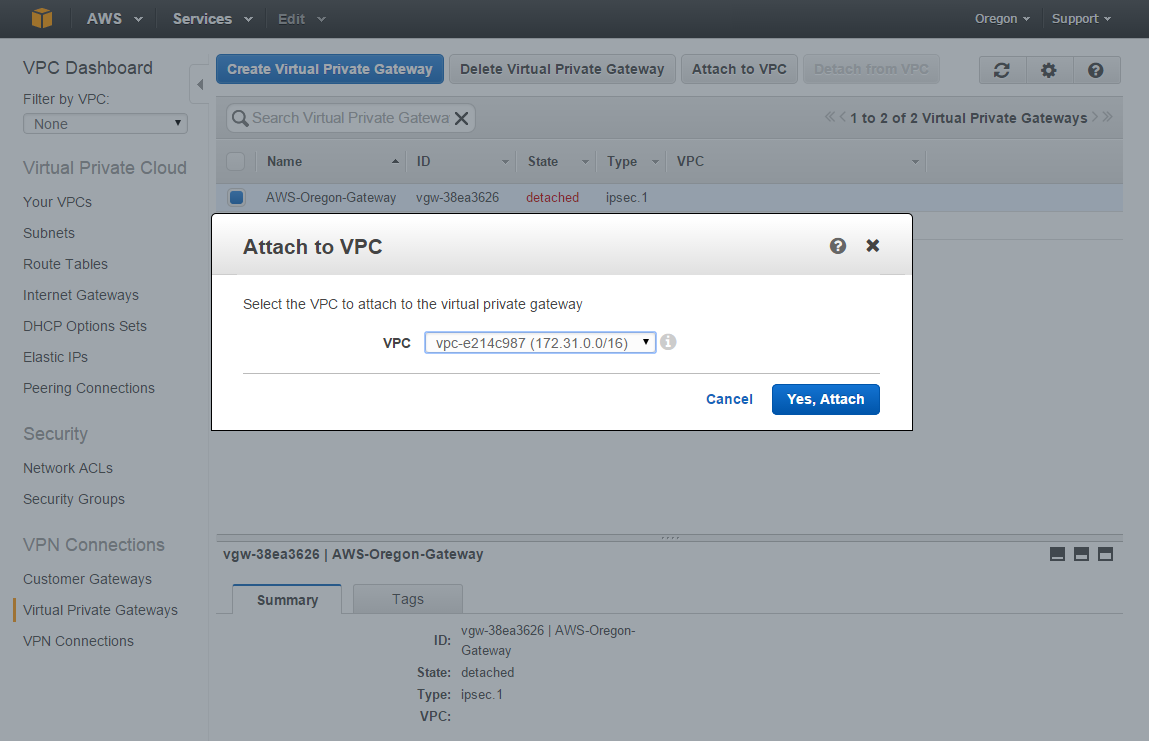 AWS Services Edit Oregon Support
VPC Dashboard
Filter by VPC:
None
Virtual Private Cloud
Your VPCs
Subnets
Route Tables
Internet Gateways
DHCP Options Sets
Elastic IPs
Peering Connections
Security
Network ACLs
Security Groups
VPN Connections
Customer Gateways
Virtual Private Gateways
VPN Connections
Create Virtual Private Gateway Delete Virtual Private Gateway Attach to VPC Detach from VPC
Search Virtual Private Gatewa
1 to 2 of 2 Virtual Private Gateways
Name ID State Type VPC
AWS-Oregon-Gateway vgw-38ea3626 detached ipsec.1
Attach to VPC
Select the VPC to attach to the virtual private gateway
VPC vpc-e214c987 (172.31.0.0/16)
Cancel Yes, Attach
vgw-38ea3626 | AWS-Oregon-Gateway
Summary Tags
ID: vgw-38ea3626 | AWS-Oregon-
Gateway
State: detached
Type: ipsec.1
VPC: